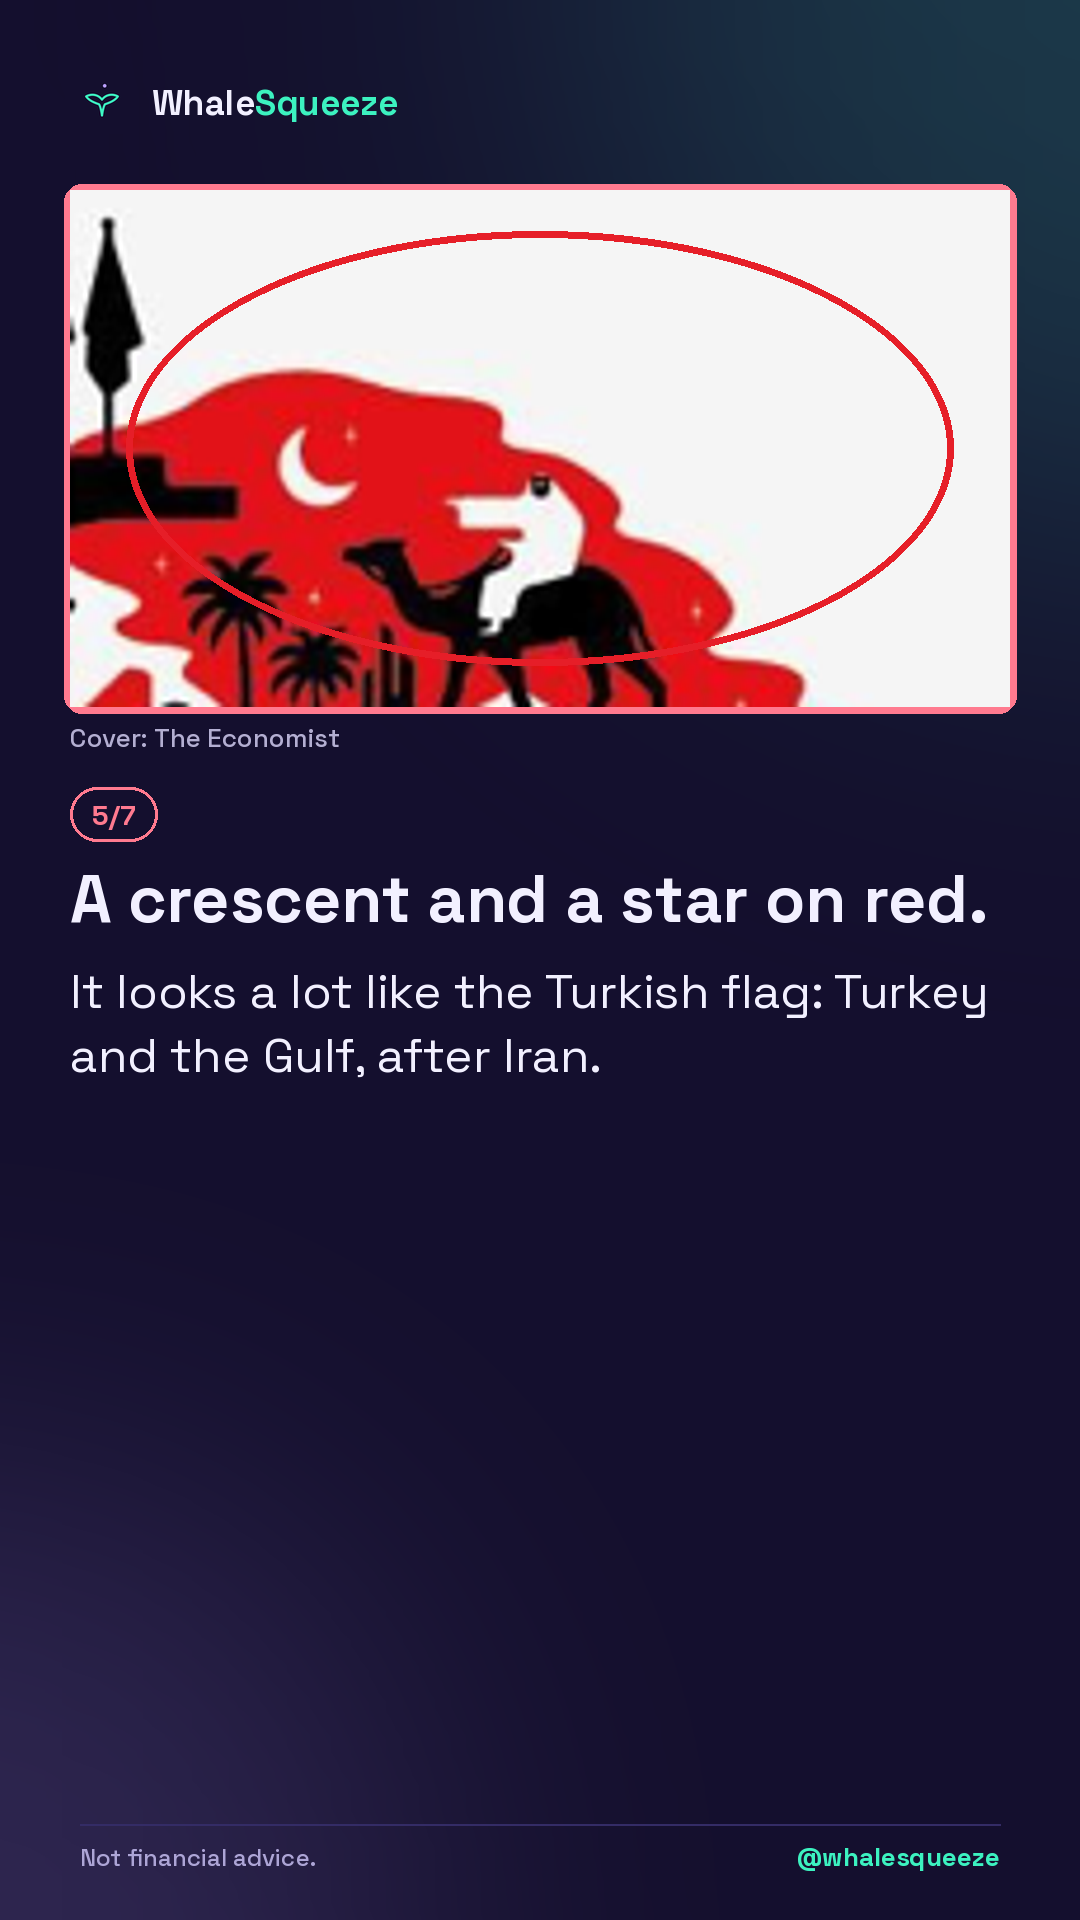 WhaleSqueeze
Cover: The Economist
5/7
A crescent and a star on red.
It looks a lot like the Turkish flag: Turkey
and the Gulf, after Iran.
Not financial advice.
@whalesqueeze